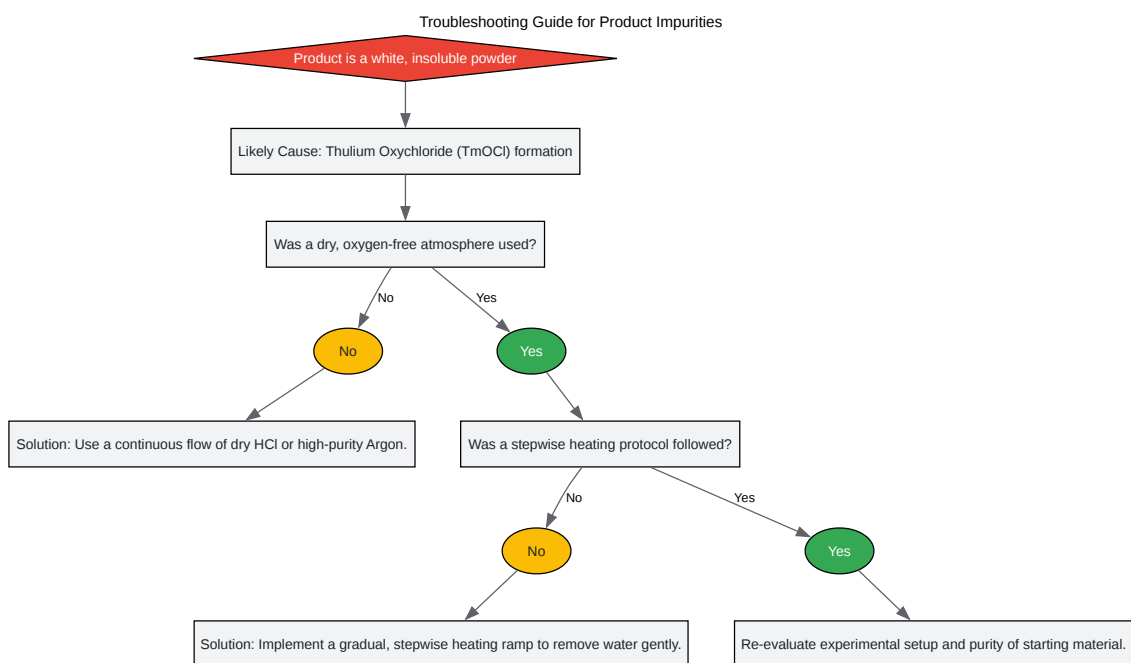 Troubleshooting Guide for Product Impurities
Product is a white, insoluble powder
Likely Cause: Thulium Oxychloride (TmOCl) formation
Was a dry, oxygen-free atmosphere used?
No
Yes
No
Yes
Solution: Use a continuous flow of dry HCl or high-purity Argon.
Was a stepwise heating protocol followed?
No
Yes
No
Yes
Solution: Implement a gradual, stepwise heating ramp to remove water gently.
Re-evaluate experimental setup and purity of starting material.